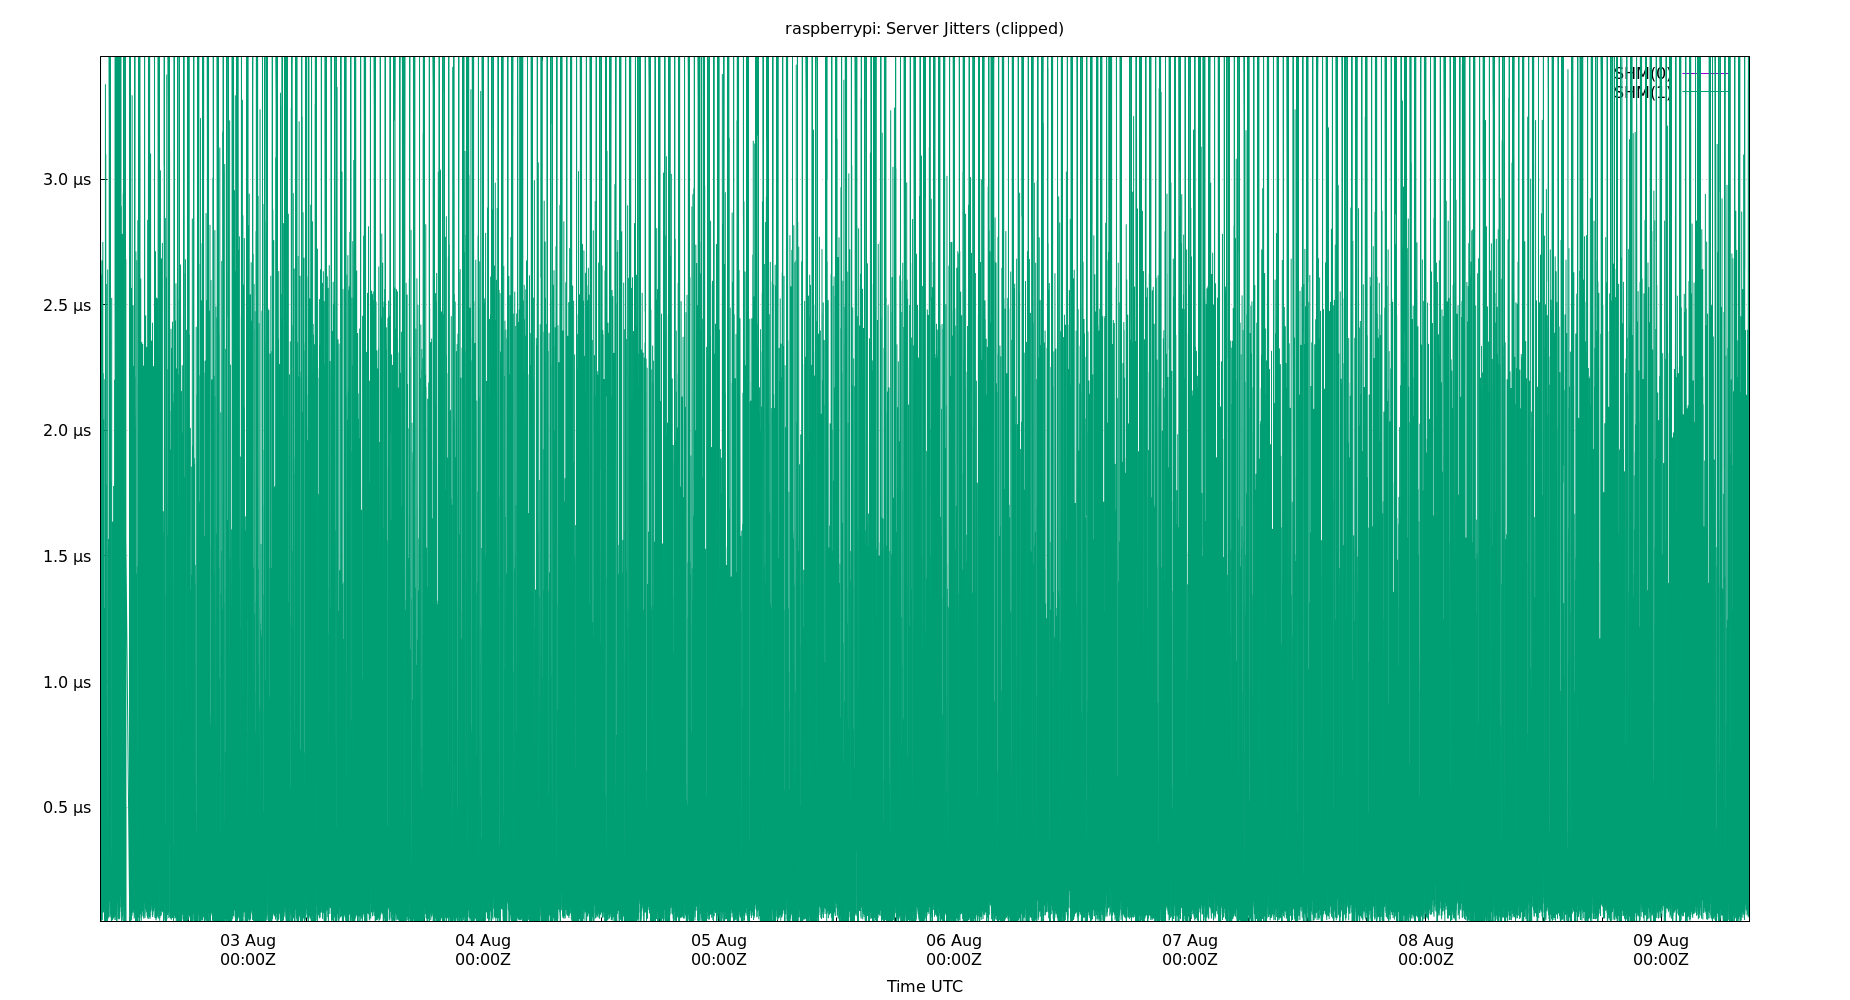 raspberrypi: Server Jitters (clipped)
SHM(0)
SHM(1)
3.0 µs
2.5 µs
2.0 µs
1.5 µs
1.0 µs
0.5 µs
03 Aug 04 Aug 05 Aug 06 Aug 07 Aug 08 Aug 09 Aug
00:00Z 00:00Z 00:00Z 00:00Z 00:00Z 00:00Z 00:00Z
Time UTC